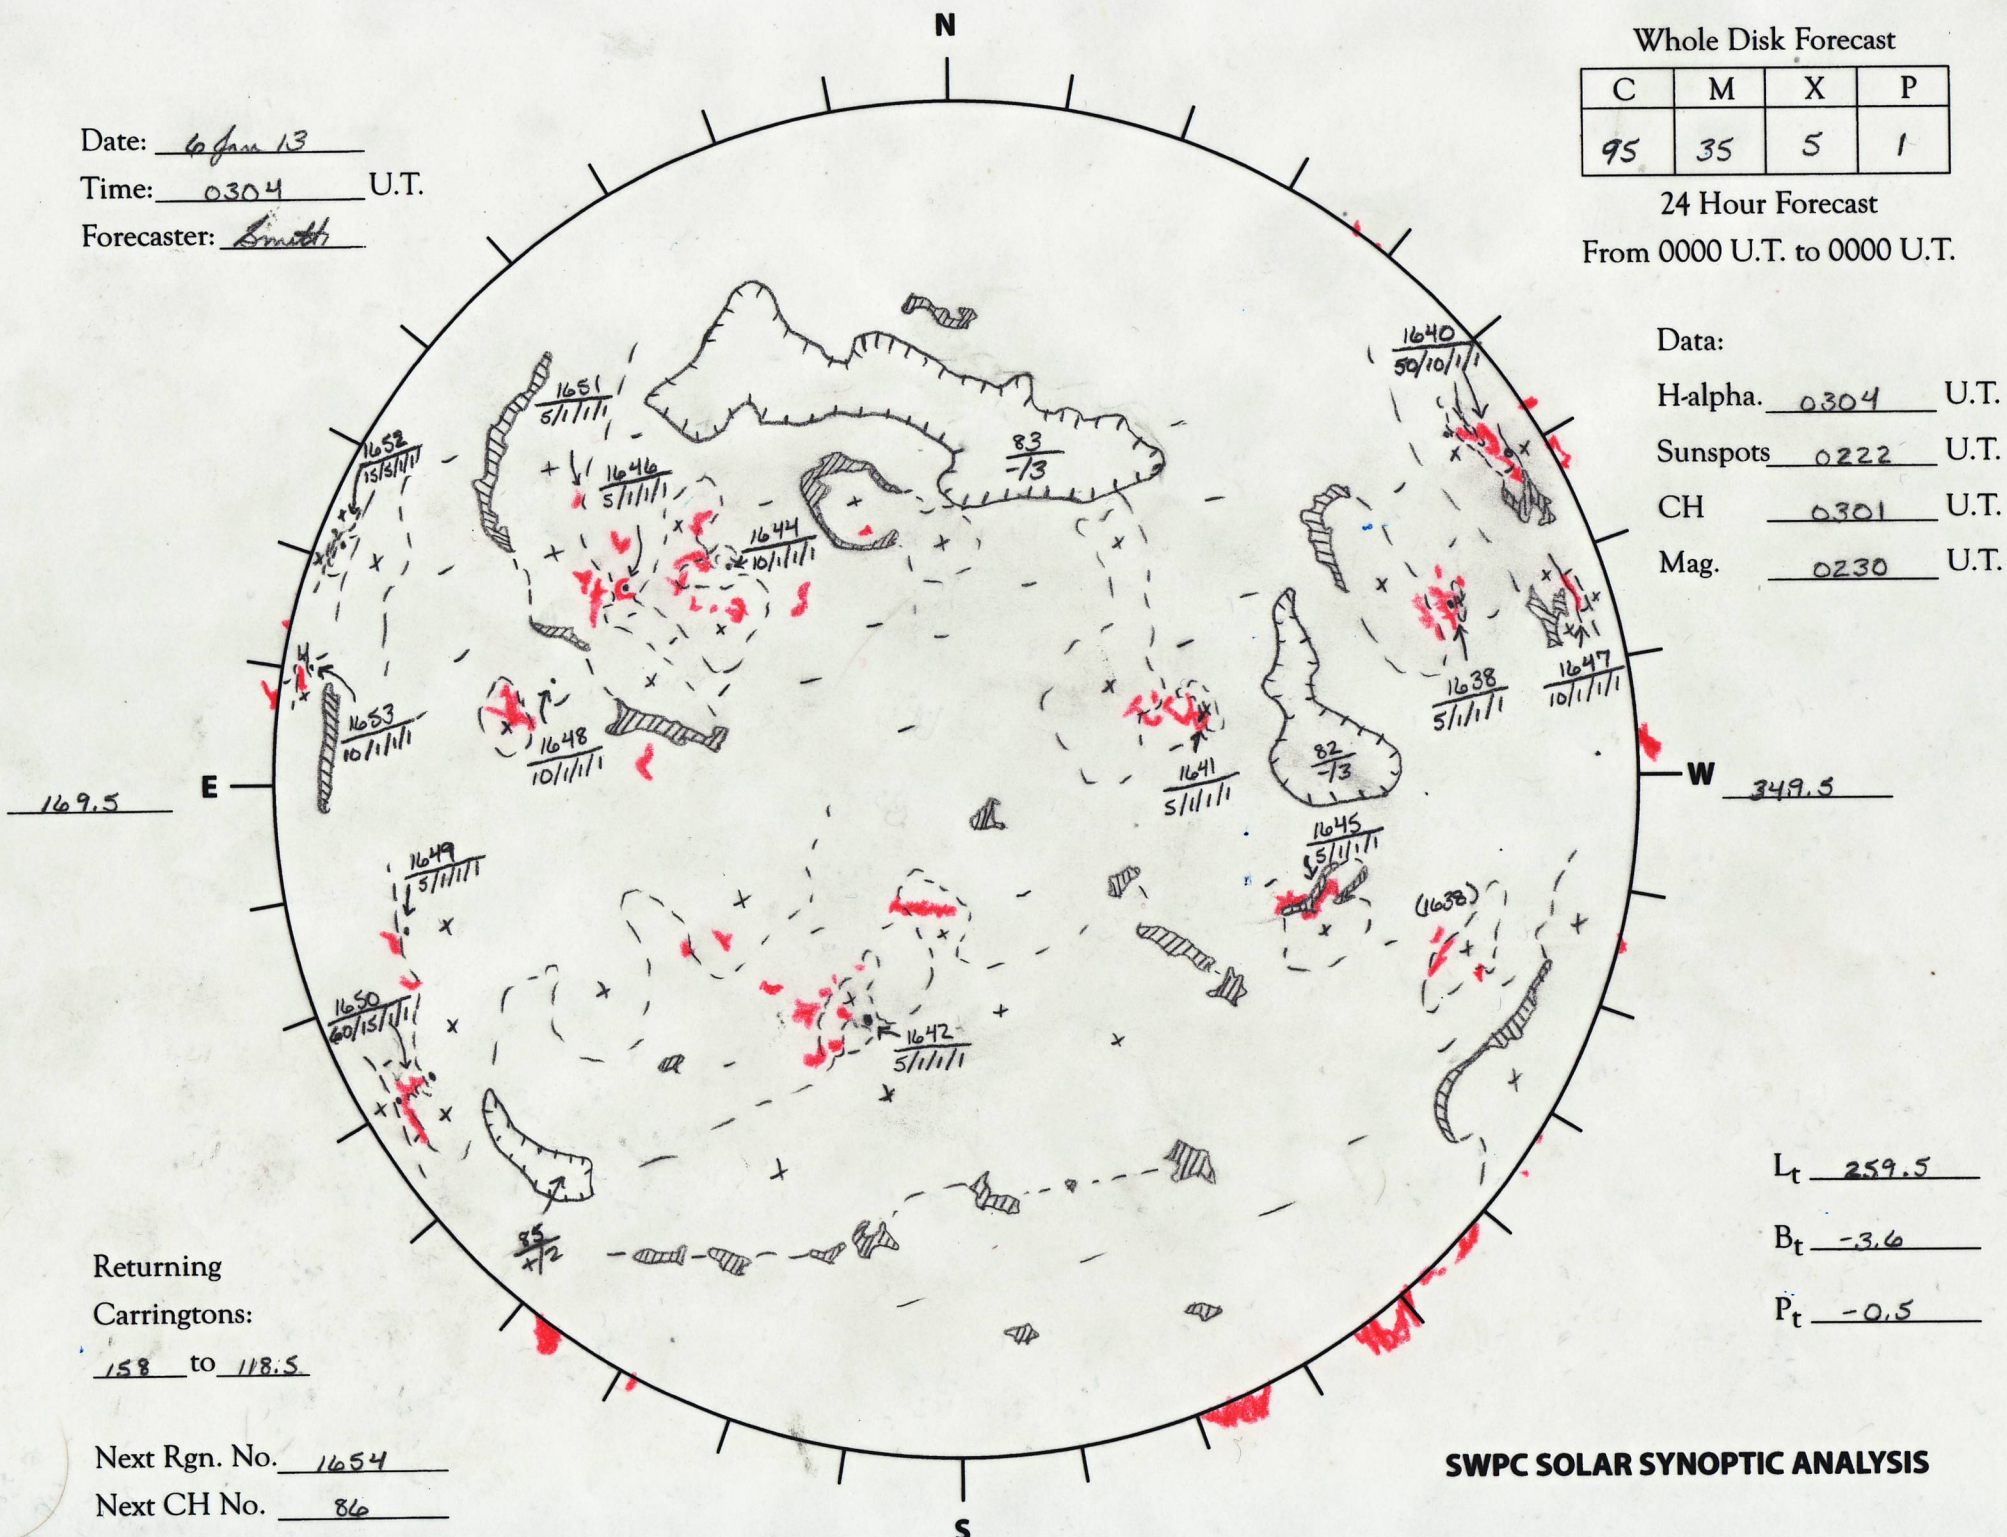 N
Whole Disk Forecast
C M X P
95 35 5 1
24 Hour Forecast
From 0000 U.T. to 0000 U.T.
Date: 6 Jan 13
Time: 0304 U.T.
Forecaster: Smith
Data:
H-alpha. 0304 U.T.
Sunspots 0222 U.T.
CH 0301 U.T.
Mag. 0230 U.T.
1640
50/10/1/1
1651
5/1/1/1
1652
15/5/1/1
1646
5/1/1/1
83
-/3
1644
10/1/1/1
1653
10/1/1/1
1648
10/1/1/1
1638
5/1/1/1
1647
10/1/1/1
1641
5/1/1/1
82
-/3
169.5 E
W 349.5
1645
5/1/1/1
1649
5/1/1/1
(1638)
1650
60/15/1/1
1642
5/1/1/1
85
+/2
Lt 259.5
Bt -3.6
Pt -0.5
Returning
Carringtons:
158 to 118.5
Next Rgn. No. 1654
Next CH No. 86
SWPC SOLAR SYNOPTIC ANALYSIS
S